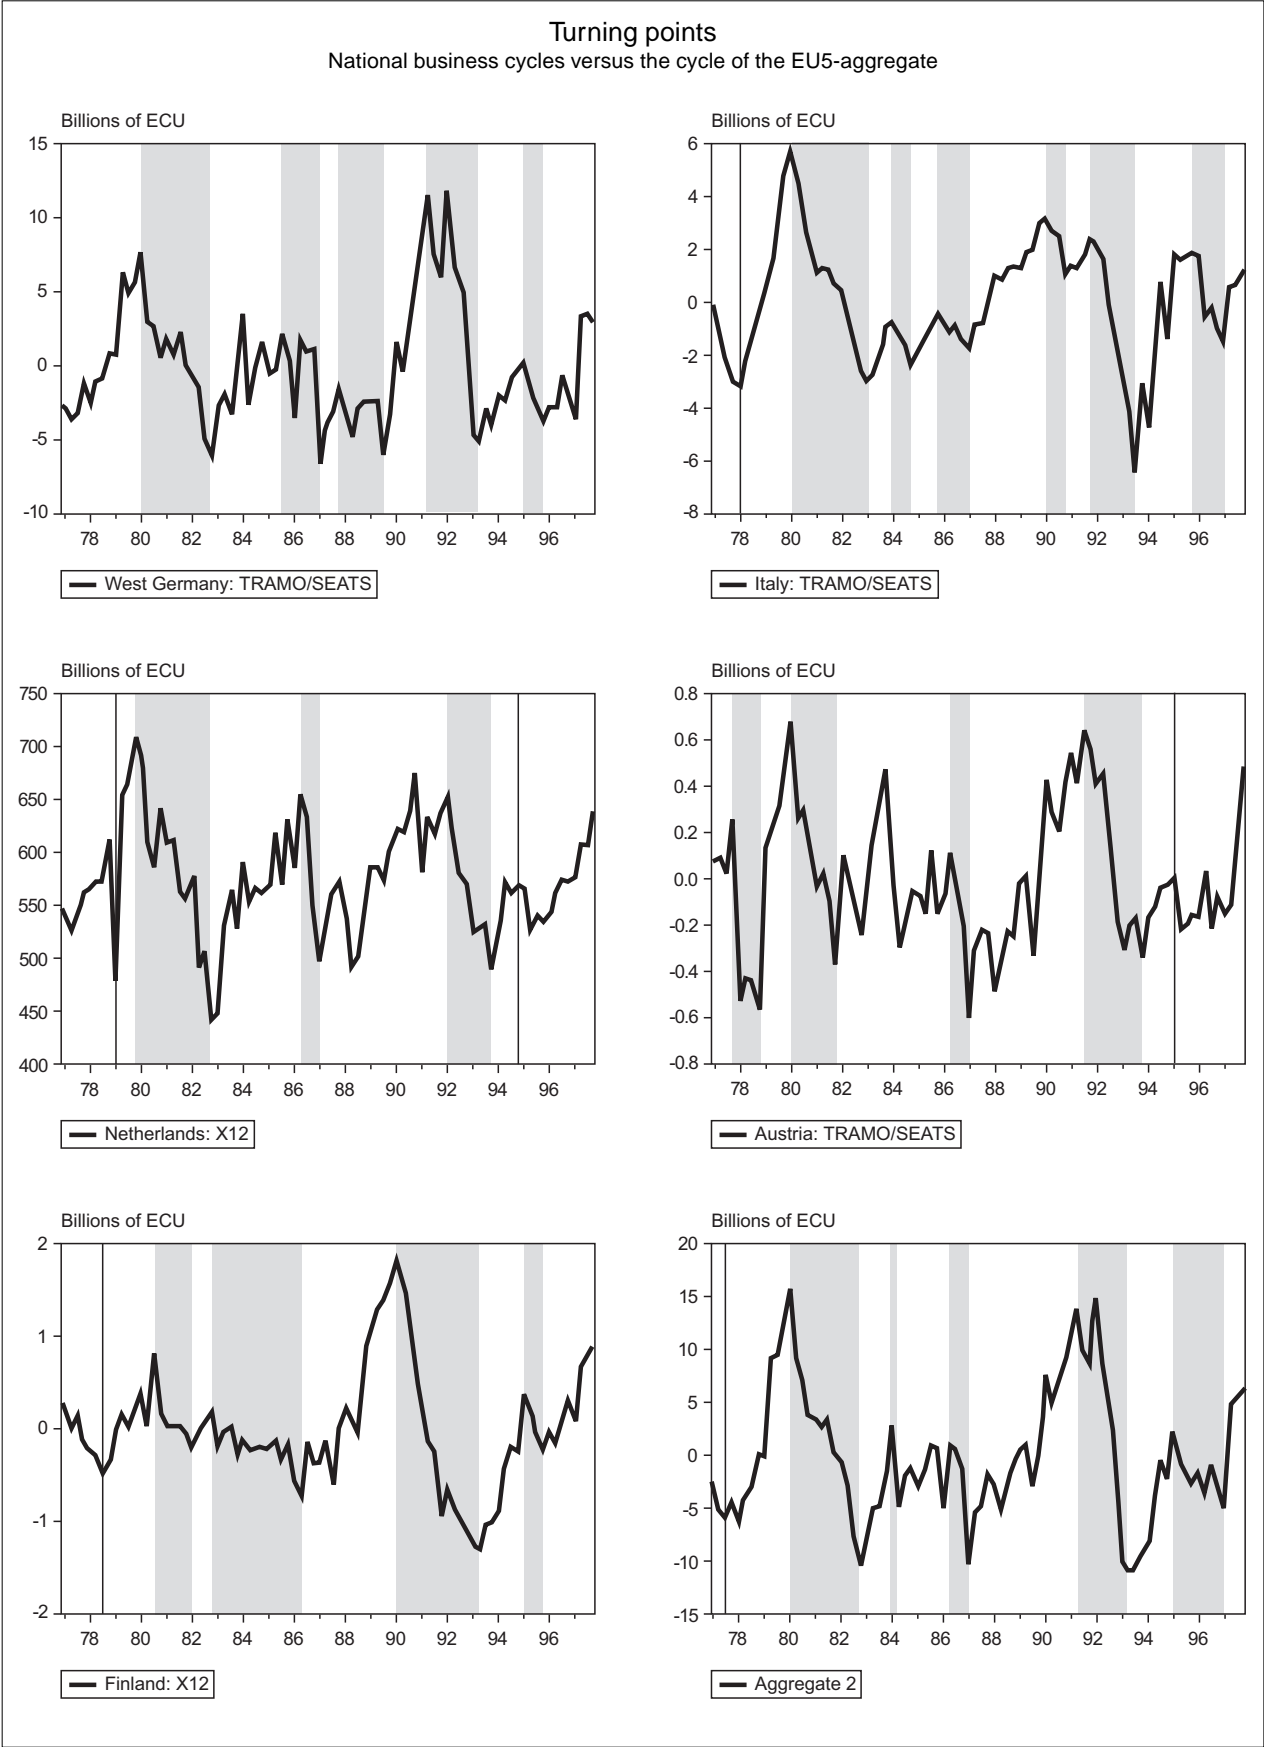 Turning points
National business cycles versus the cycle of the EU5-aggregate
Billions of ECU
15
10
5
0
-5
-10
78 80 82 84 86 88 90 92 94 96
West Germany: TRAMO/SEATS
Billions of ECU
6
4
2
0
-2
-4
-6
-8
78 80 82 84 86 88 90 92 94 96
Italy: TRAMO/SEATS
Billions of ECU
750
700
650
600
550
500
450
400
78 80 82 84 86 88 90 92 94 96
Netherlands: X12
Billions of ECU
0.8
0.6
0.4
0.2
0.0
-0.2
-0.4
-0.6
-0.8
78 80 82 84 86 88 90 92 94 96
Austria: TRAMO/SEATS
Billions of ECU
2
1
0
-1
-2
78 80 82 84 86 88 90 92 94 96
Finland: X12
Billions of ECU
20
15
10
5
0
-5
-10
-15
78 80 82 84 86 88 90 92 94 96
Aggregate 2